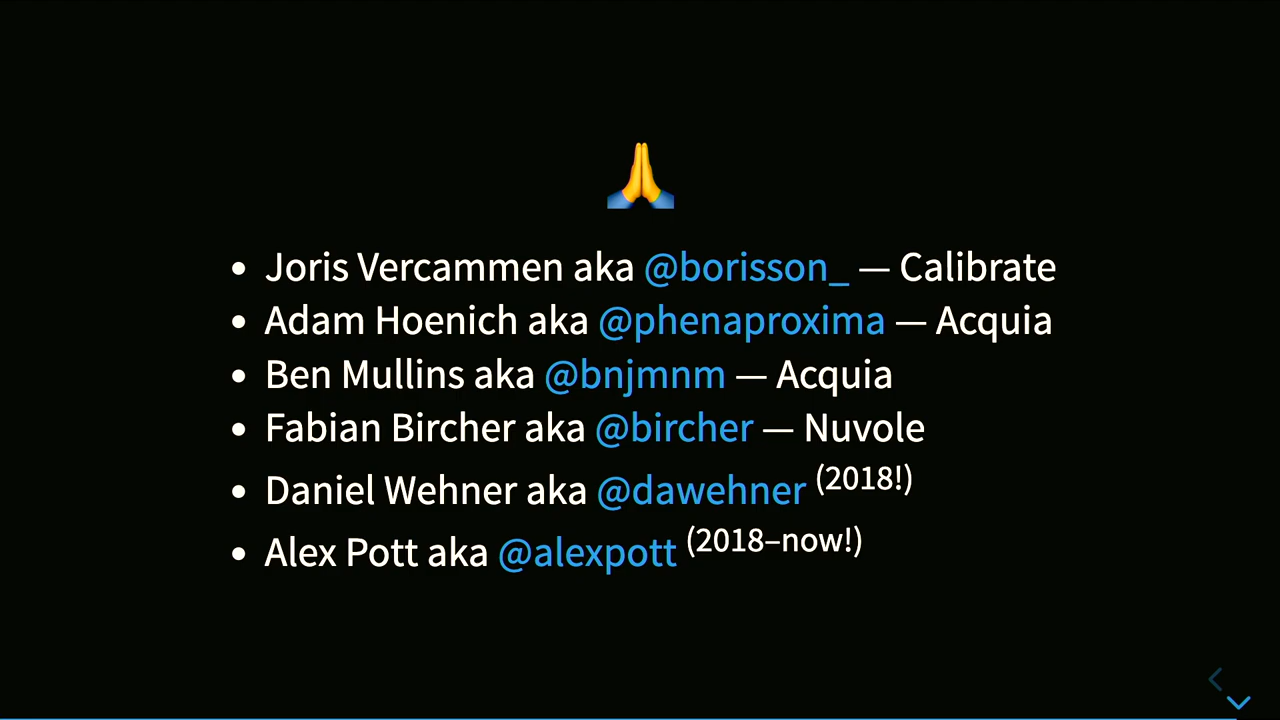 🙏
• Joris Vercammen aka @borisson_ — Calibrate
• Adam Hoenich aka @phenaproxima — Acquia
• Ben Mullins aka @bnjmnm — Acquia
• Fabian Bircher aka @bircher — Nuvole
• Daniel Wehner aka @dawehner (2018!)
• Alex Pott aka @alexpott (2018–now!)